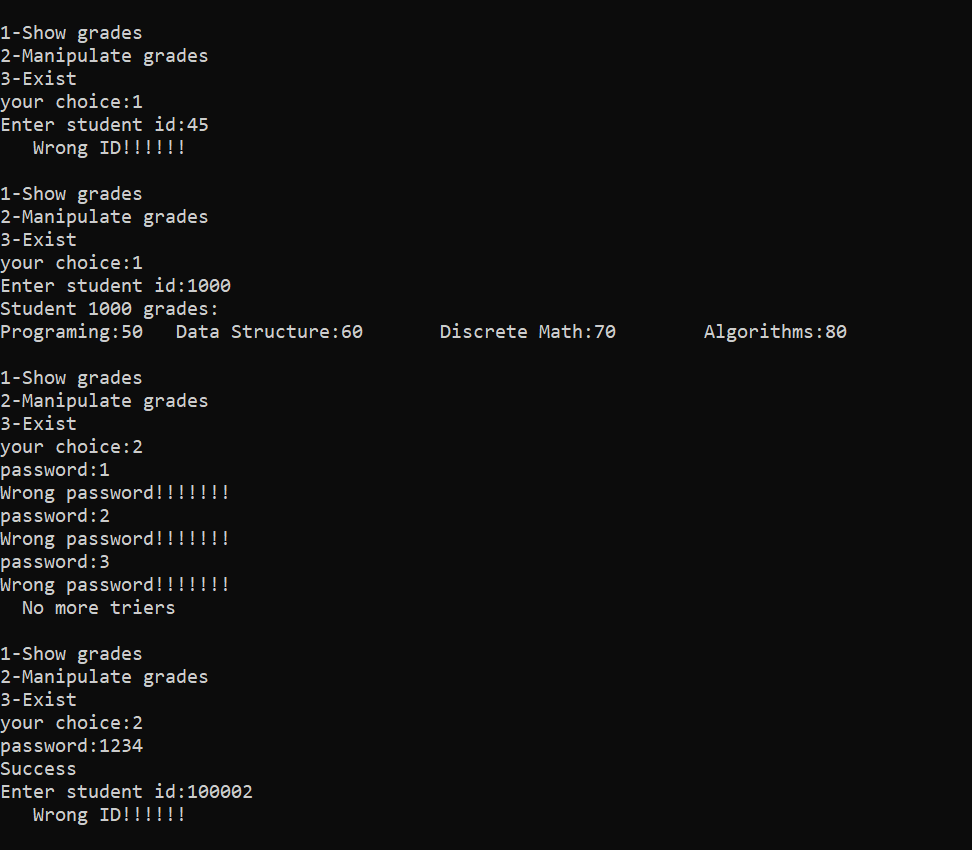 1-Show grades
2-Manipulate grades
3-Exist
your choice:1
Enter student id:45
   Wrong ID!!!!!!
1-Show grades
2-Manipulate grades
3-Exist
your choice:1
Enter student id:1000
Student 1000 grades:
Programing:50   Data Structure:60       Discrete Math:70        Algorithms:80
1-Show grades
2-Manipulate grades
3-Exist
your choice:2
password:1
Wrong password!!!!!!!
password:2
Wrong password!!!!!!!
password:3
Wrong password!!!!!!!
  No more triers
1-Show grades
2-Manipulate grades
3-Exist
your choice:2
password:1234
Success
Enter student id:100002
   Wrong ID!!!!!!